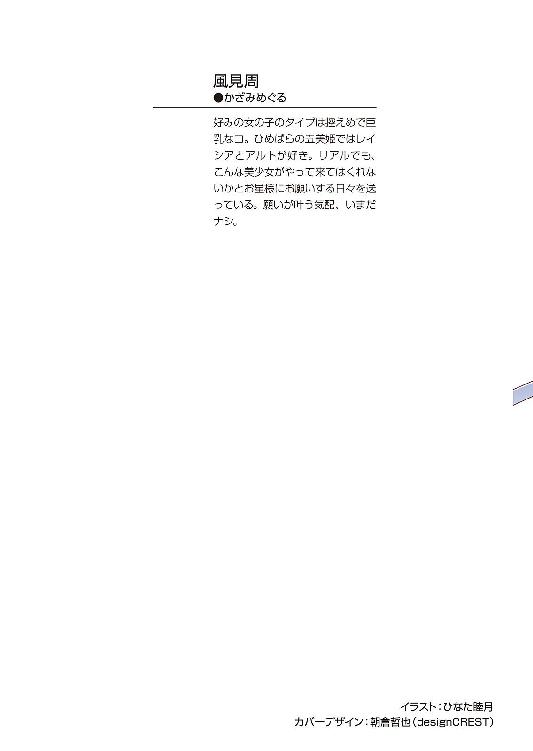 風見周
●かざみめぐる
好みの女の子のタイプは控えめで巨
乳なコ。ひめぱらの五美姫ではレイ
シアとアルトが好き。リアルでも、
こんな美少女がやって来てはくれな
いかとお星様にお願いする日々を送
っている。願いが叶う気配、いまだ
ナシ。
イラスト：ひなた睦月
カバーデザイン：朝倉哲也（designCREST）